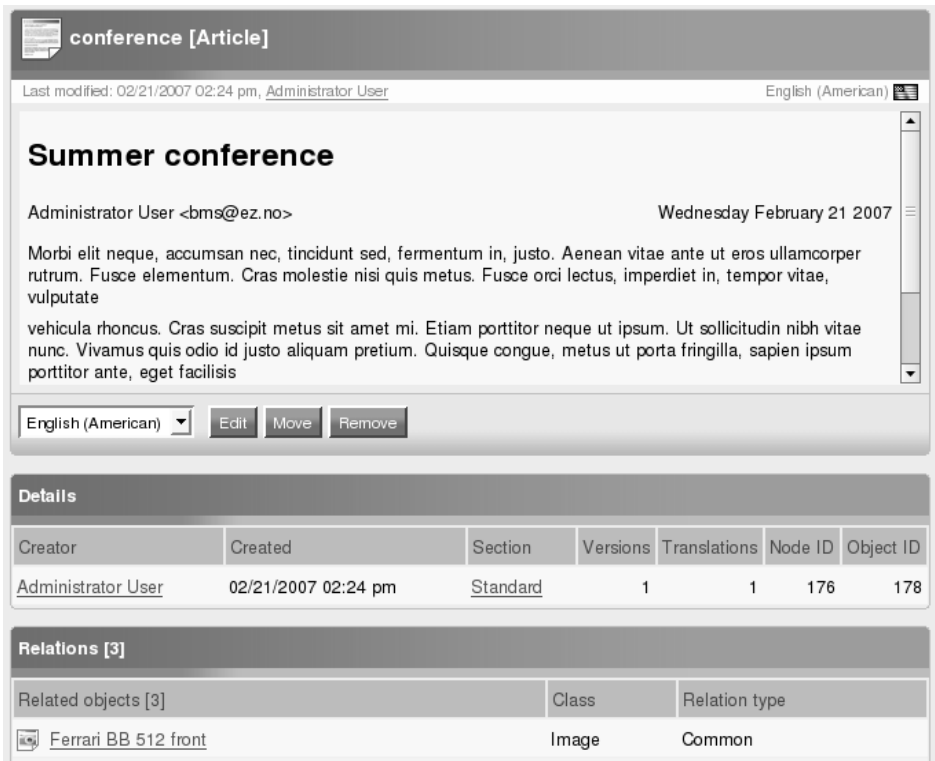 conference [Article]
Last modified: 02/21/2007 02:24 pm, Administrator User English (American)
Summer conference
Administrator User <bms@ez.no> Wednesday February 21 2007
Morbi elit neque, accumsan nec, tincidunt sed, fermentum in, justo. Aenean vitae ante ut eros ullamcorper
rutrum. Fusce elementum. Cras molestie nisi quis metus. Fusce orci lectus, imperdiet in, tempor vitae,
vulputate
vehicula rhoncus. Cras suscipit metus sit amet mi. Etiam porttitor neque ut ipsum. Ut sollicitudin nibh vitae
nunc. Vivamus quis odio id justo aliquam pretium. Quisque congue, metus ut porta fringilla, sapien ipsum
porttitor ante, eget facilisis
English (American) Edit Move Remove
Details
Creator Created Section Versions Translations Node ID Object ID
Administrator User 02/21/2007 02:24 pm Standard 1 1 176 178
Relations [3]
Related objects [3] Class Relation type
Ferrari BB 512 front Image Common